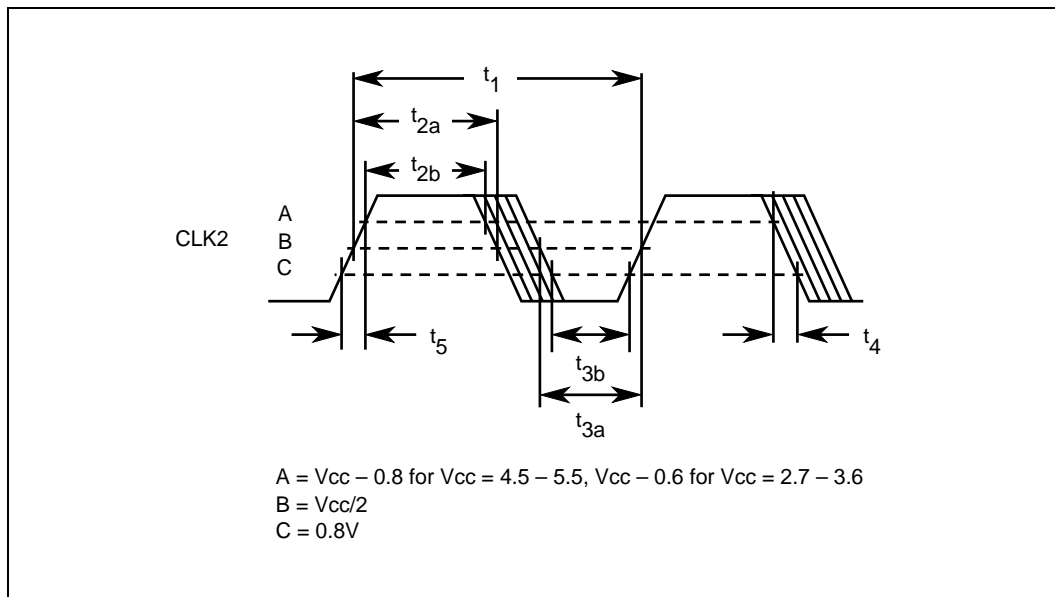 t1
t2a
t2b
A
CLK2
B
C
t5
t4
t3b
t3a
A = Vcc – 0.8 for Vcc = 4.5 – 5.5, Vcc – 0.6 for Vcc = 2.7 – 3.6
B = Vcc/2
C = 0.8V